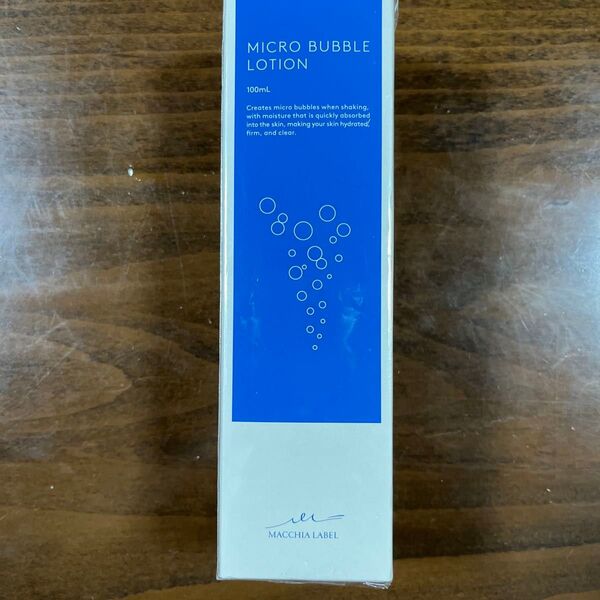 MICRO BUBBLE
LOTION
100mL
Creates micro bubbles when shaking,
with moisture that is quickly absorbed
into the skin, making your skin hydrated,
firm, and clear.
MACCHIA LABEL